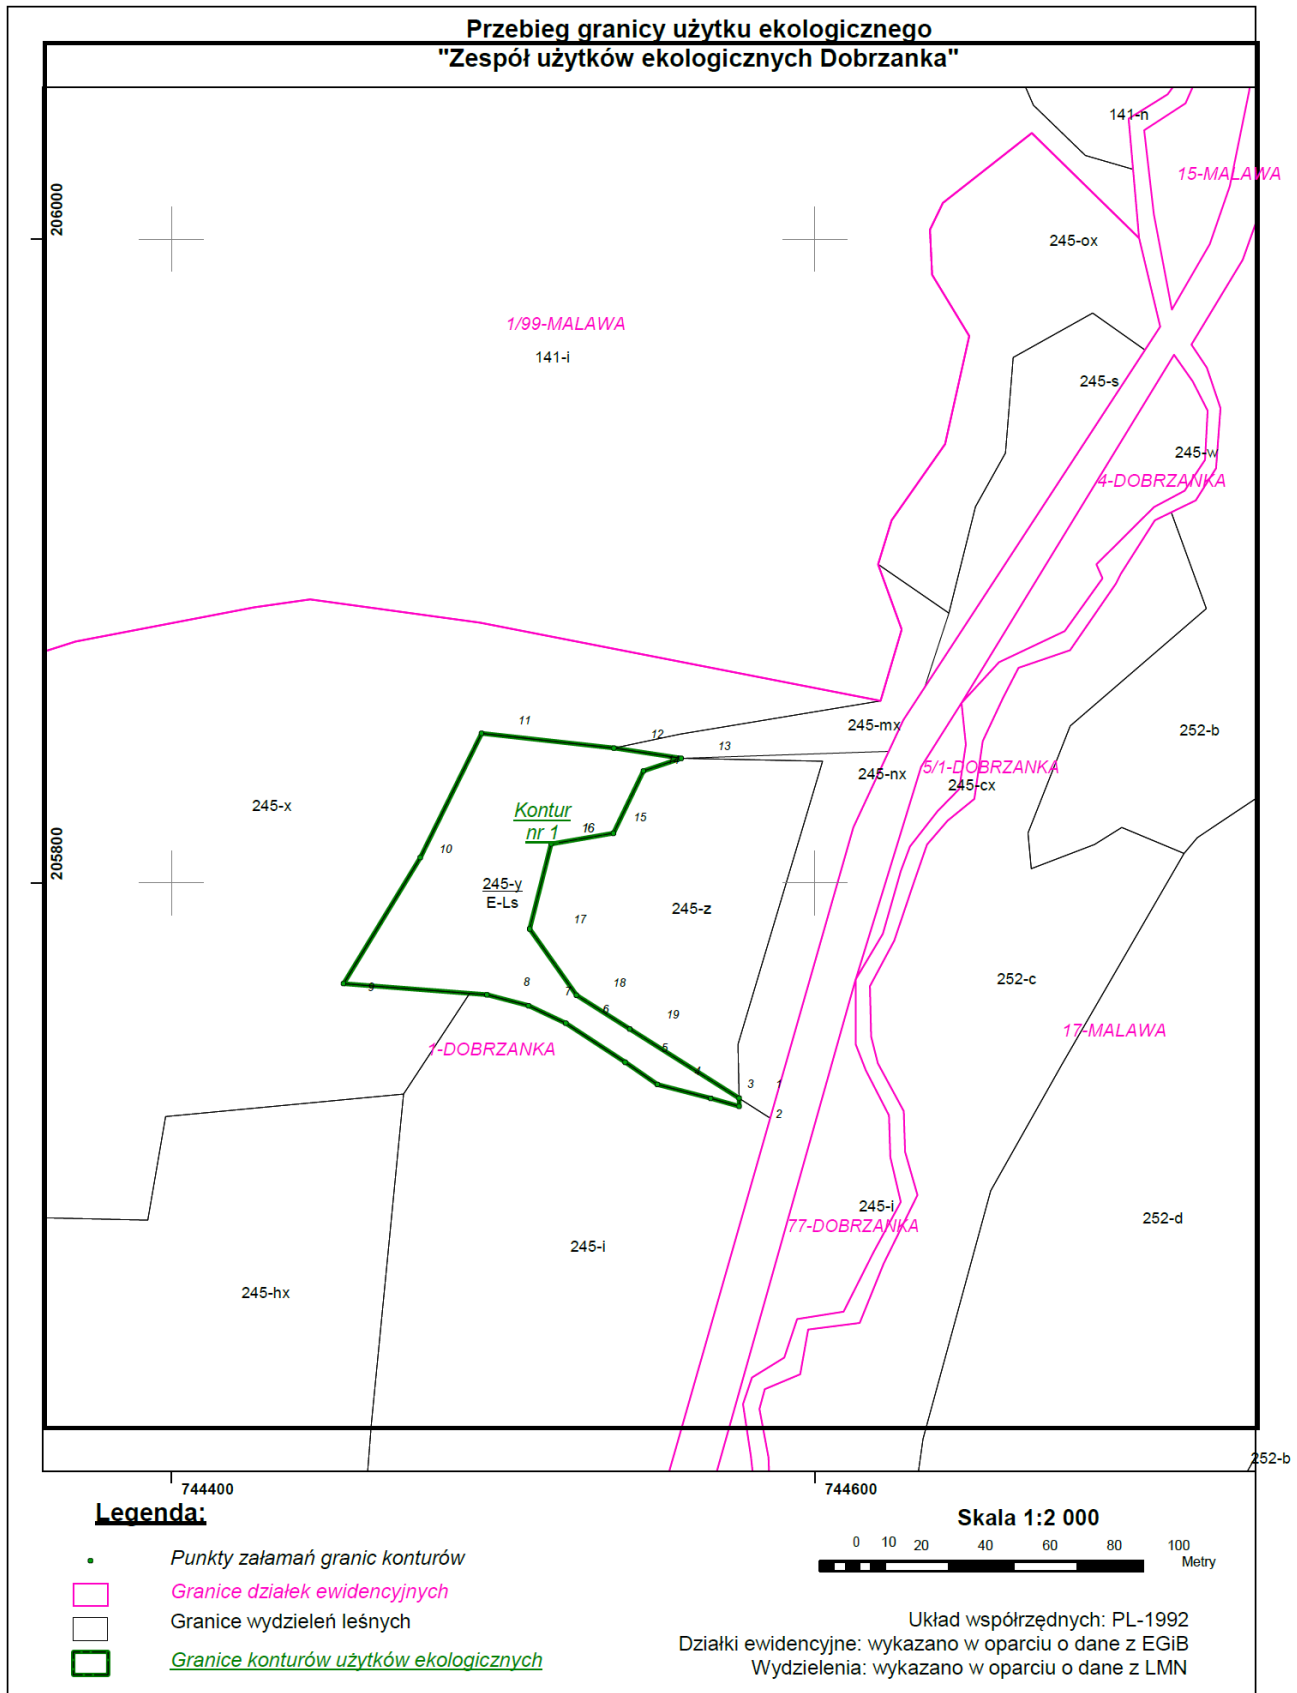 Przebieg granicy użytku ekologicznego
"Zespół użytków ekologicznych Dobrzanka"
141-n
15-MALAWA
206000
245-ox
1/99-MALAWA
141-i
245-s
245-w
4-DOBRZANKA
11
12
13
245-mx
252-b
14
5/1-DOBRZANKA
245-nx
245-cx
245-x
Kontur
nr 1
15
16
10
205800
245-y
E-Ls
245-z
17
252-c
9
8
7
18
6
19
17-MALAWA
1-DOBRZANKA
5
4
3
1
2
245-i
77-DOBRZANKA
252-d
245-i
245-hx
252-b
744400
744600
Legenda:
Punkty załamań granic konturów
Granice działek ewidencyjnych
Granice wydzieleń leśnych
Granice konturów użytków ekologicznych
Skala 1:2 000
0 10 20 40 60 80 100
Metry
Układ współrzędnych: PL-1992
Działki ewidencyjne: wykazano w oparciu o dane z EGiB
Wydzielenia: wykazano w oparciu o dane z LMN